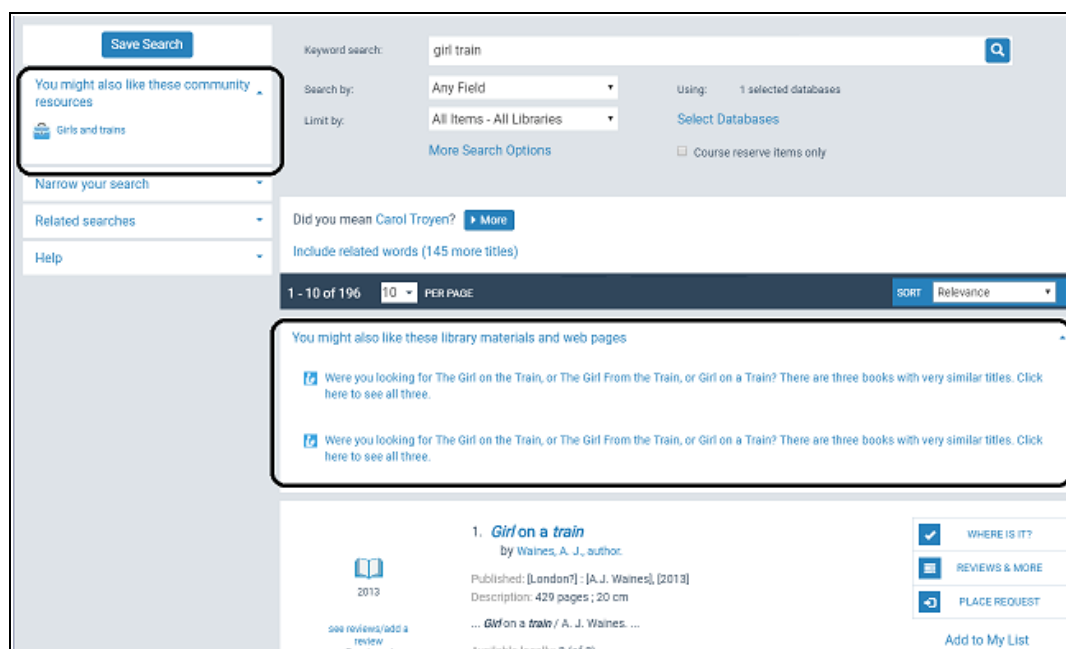 Save Search
You might also like these community
resources
Girls and trains
Narrow your search
Related searches
Help
Keyword search:
girl train
Search by:
Any Field
Using: 1 selected databases
Limit by:
All Items - All Libraries
Select Databases
More Search Options
Course reserve items only
Did you mean Carol Troyen? More
Include related words (145 more titles)
1 - 10 of 196 10 PER PAGE
SORT Relevance
You might also like these library materials and web pages
Were you looking for The Girl on the Train, or The Girl From the Train, or Girl on a Train? There are three books with very similar titles. Click
here to see all three.
Were you looking for The Girl on the Train, or The Girl From the Train, or Girl on a Train? There are three books with very similar titles. Click
here to see all three.
2013
see reviews/add a
review
1. Girl on a train
by Waines, A. J., author.
Published: [London?] : [A.J. Waines], [2013]
Description: 429 pages ; 20 cm
... Girl on a train / A. J. Waines. ...
WHERE IS IT?
REVIEWS & MORE
PLACE REQUEST
Add to My List